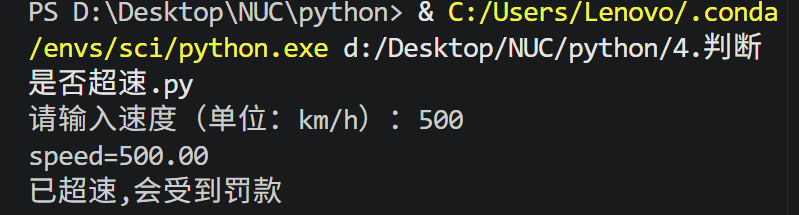 PS D:\Desktop\NUC\python> & C:/Users/Lenovo/.conda
/envs/sci/python.exe d:/Desktop/NUC/python/4.判断
是否超速.py
请输入速度（单位：km/h）：500
speed=500.00
已超速,会受到罚款